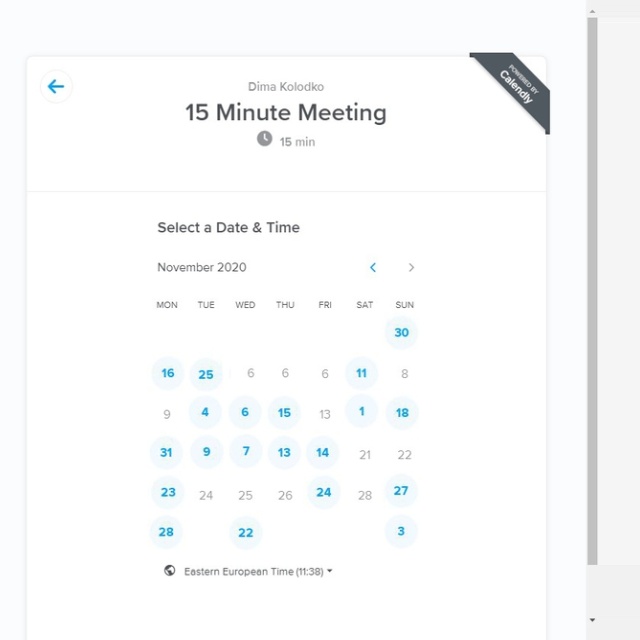 Dima Kolodko
15 Minute Meeting
15 min
POWERED BY
Calendly
Select a Date & Time
November 2020
MON TUE WED THU FRI SAT SUN
30
16 25 6 6 6 11 8
9 4 6 15 13 1 18
31 9 7 13 14 21 22
23 24 25 26 24 28 27
28 22 3
Eastern European Time (11:38)